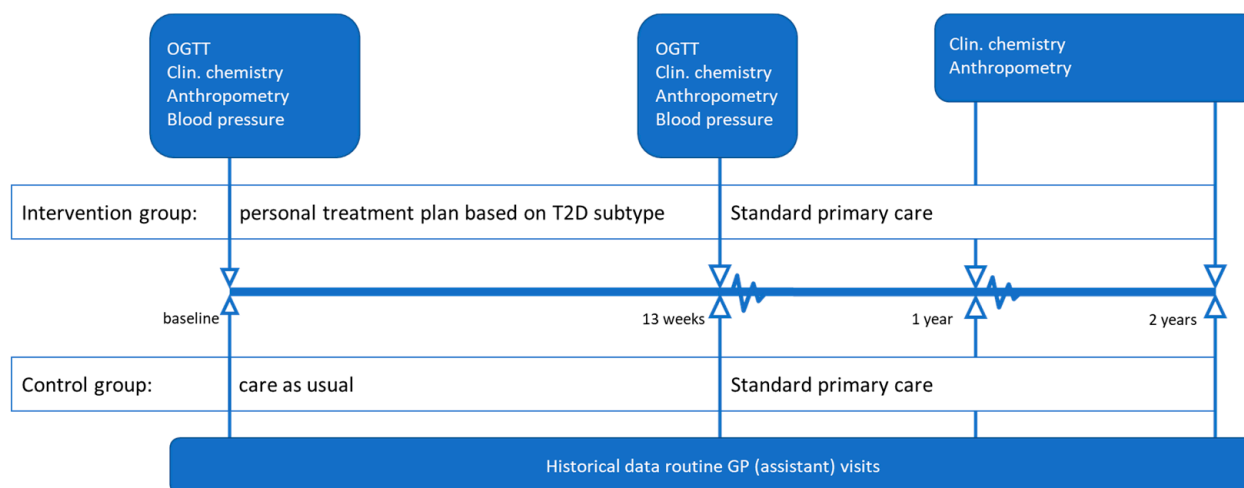 OGTT
Clin. chemistry
Anthropometry
Blood pressure
OGTT
Clin. chemistry
Anthropometry
Blood pressure
Clin. chemistry
Anthropometry
Intervention group: personal treatment plan based on T2D subtype Standard primary care
baseline 13 weeks 1 year 2 years
Control group: care as usual Standard primary care
Historical data routine GP (assistant) visits